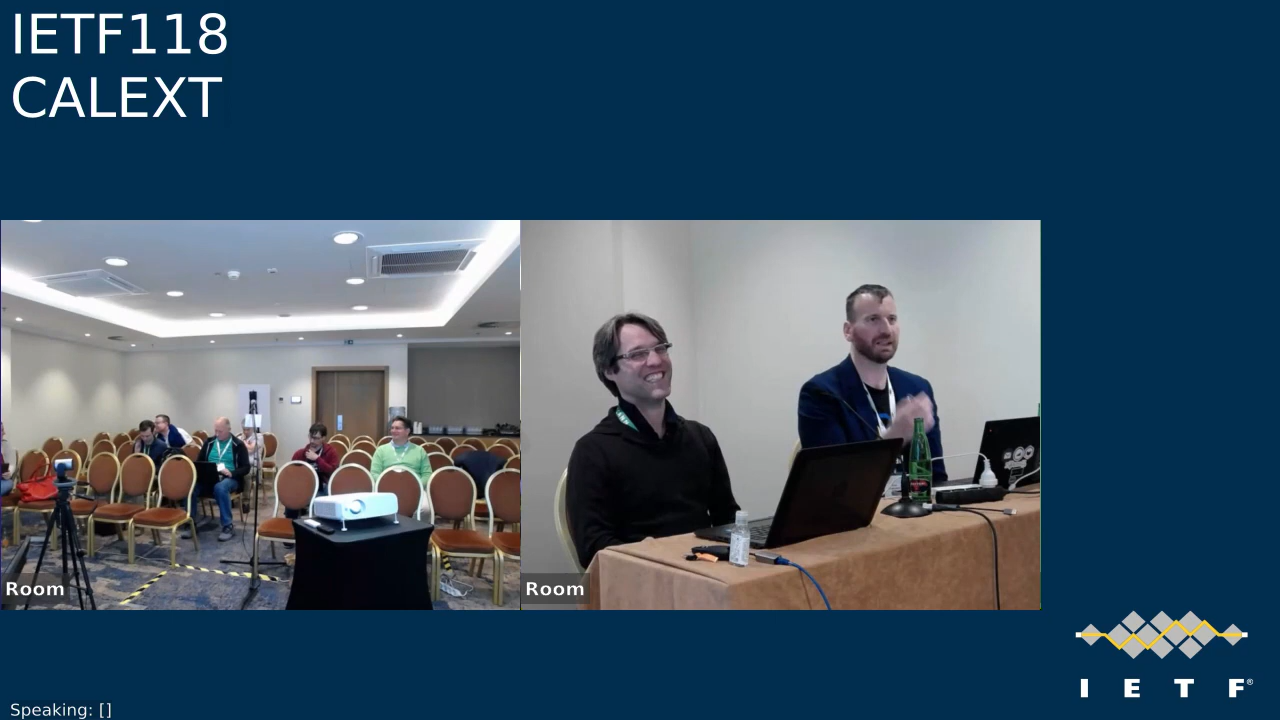 IETF118
CALEXT
Room
Room
I E T F®
Speaking: []